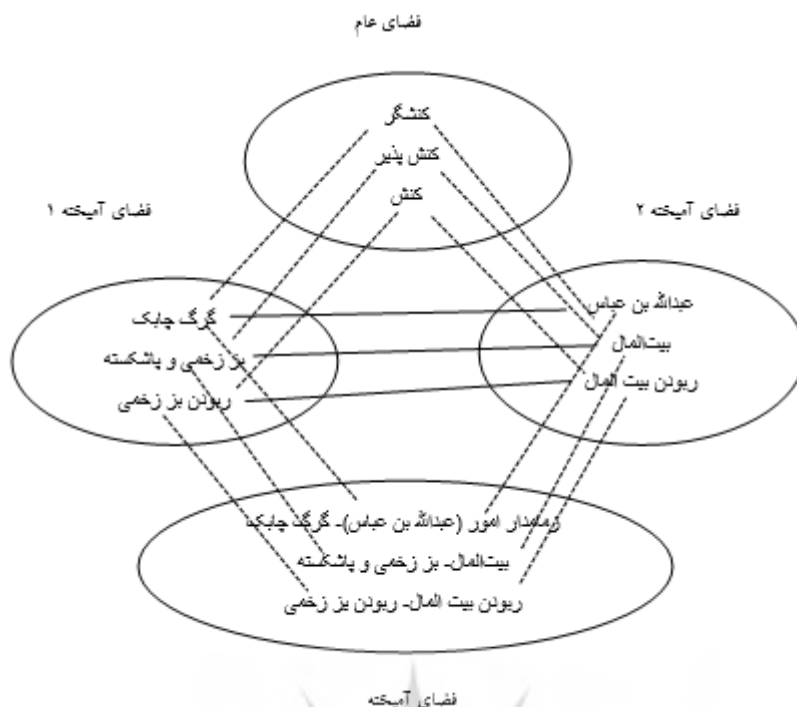 فضای عام
کنشگر
کنش پذیر
کنش
فضای آمیخته ۲
عبدالله بن عباس
بیت‌المال
ربودن بیت المال
فضای آمیخته ۱
گرگ چابک
بز زخمی و پاشکسته
ربودن بز زخمی
زمامدار امور (عبدالله بن عباس)- گرگ چابک
بیت‌المال- بز زخمی و پاشکسته
ربودن بیت المال- ربودن بز زخمی
فضای آمیخته